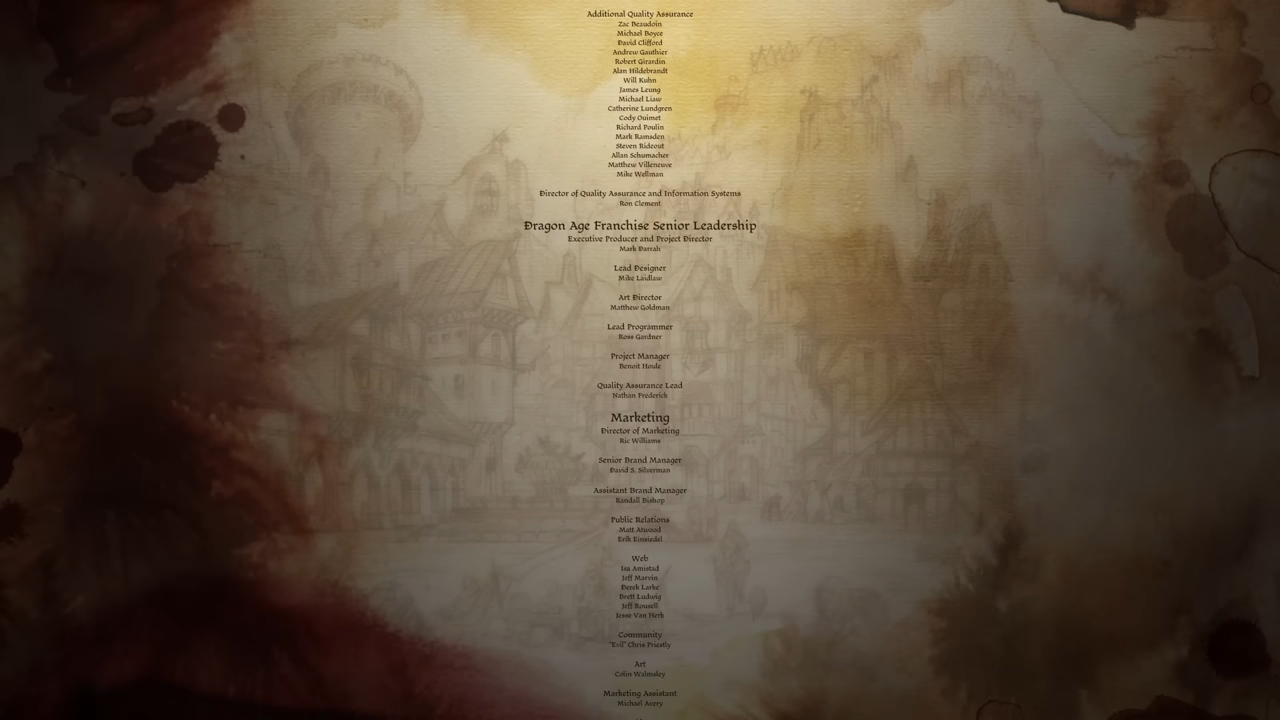 Additional Quality Assurance
Zac Beaudoin
Michael Boyce
David Clifford
Andrew Gauthier
Robert Girardin
Alan Hildebrandt
Will Kuhn
James Leung
Michael Liaw
Catherine Lundgren
Cody Ouimet
Richard Poulin
Mark Ramsden
Steven Rideout
Allan Schumacher
Matthew Villeneuve
Mike Wellman
Director of Quality Assurance and Information Systems
Ron Clement
Dragon Age Franchise Senior Leadership
Executive Producer and Project Director
Mark Darrah
Lead Designer
Mike Laidlaw
Art Director
Matthew Goldman
Lead Programmer
Ross Gardner
Project Manager
Benoit Houle
Quality Assurance Lead
Nathan Frederick
Marketing
Director of Marketing
Ric Williams
Senior Brand Manager
David S. Silverman
Assistant Brand Manager
Randall Bishop
Public Relations
Matt Atwood
Erik Einsiedel
Web
Isa Amistad
Jeff Marvin
Derek Larke
Brett Ludwig
Jeff Rousell
Jesse Van Herk
Community
"Evil" Chris Priestly
Art
Colin Walmsley
Marketing Assistant
Michael Avery